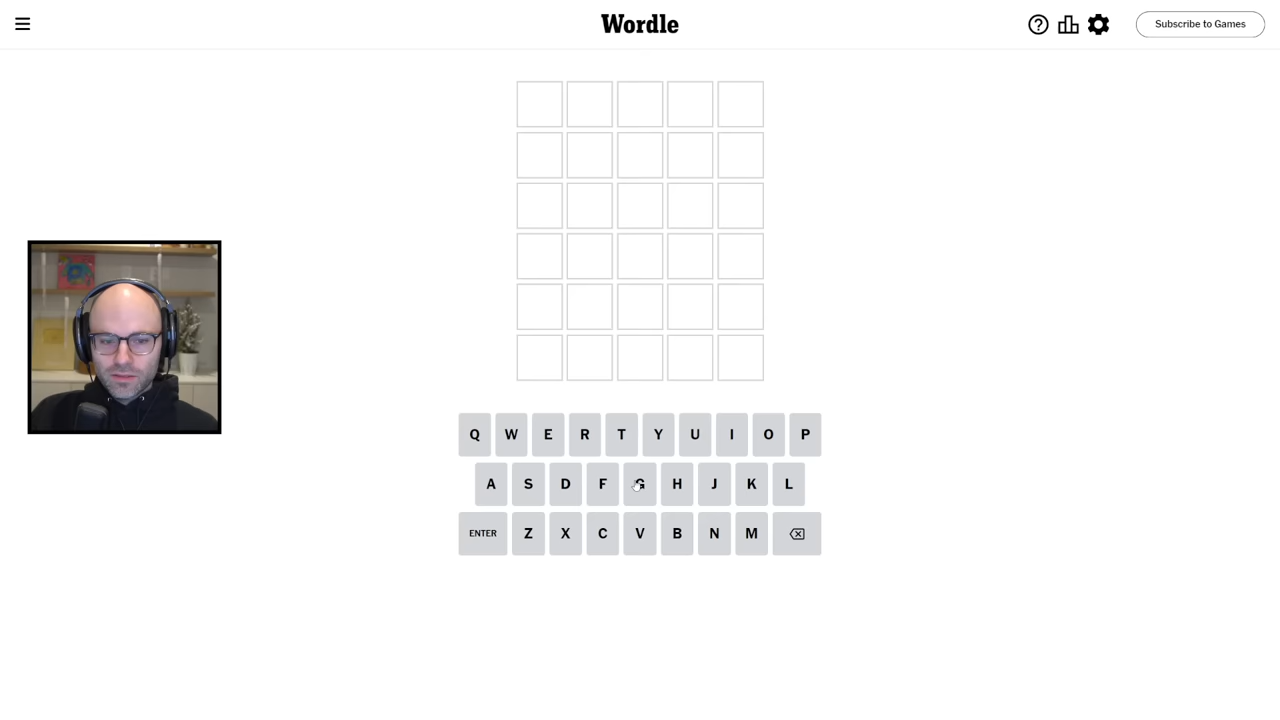 Wordle
Subscribe to Games
Q W E R T Y U I O P
A S D F G H J K L
ENTER Z X C V B N M